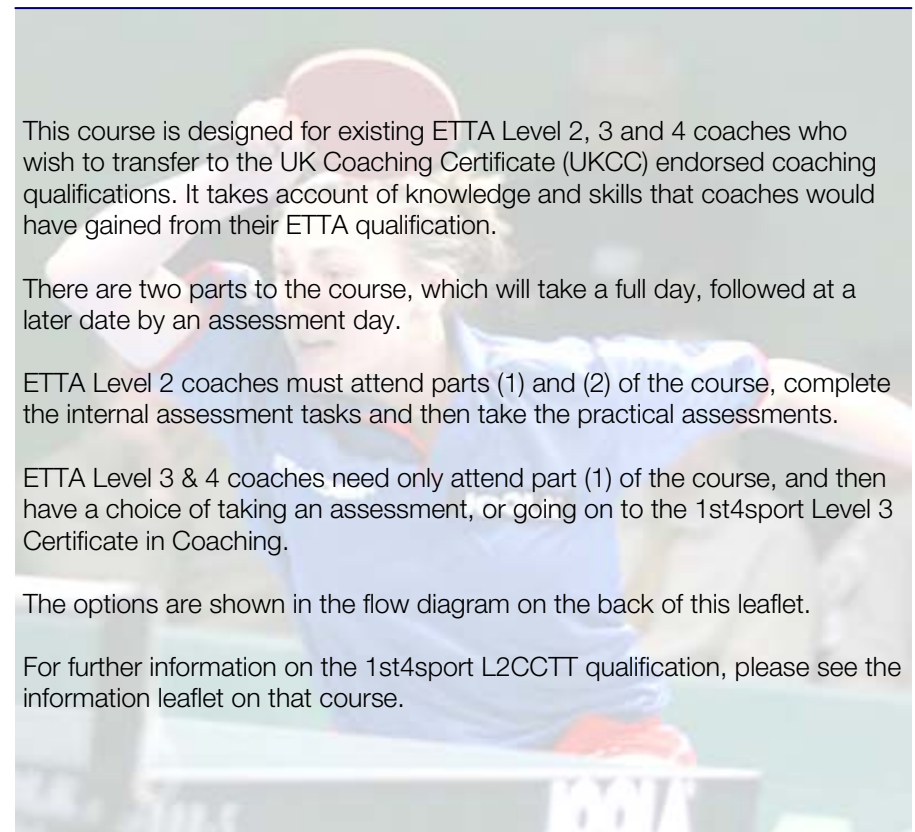 This course is designed for existing ETTA Level 2, 3 and 4 coaches who
wish to transfer to the UK Coaching Certificate (UKCC) endorsed coaching
qualifications. It takes account of knowledge and skills that coaches would
have gained from their ETTA qualification.
There are two parts to the course, which will take a full day, followed at a
later date by an assessment day.
ETTA Level 2 coaches must attend parts (1) and (2) of the course, complete
the internal assessment tasks and then take the practical assessments.
ETTA Level 3 & 4 coaches need only attend part (1) of the course, and then
have a choice of taking an assessment, or going on to the 1st4sport Level 3
Certificate in Coaching.
The options are shown in the flow diagram on the back of this leaflet.
For further information on the 1st4sport L2CCTT qualification, please see the
information leaflet on that course.
JOOLA